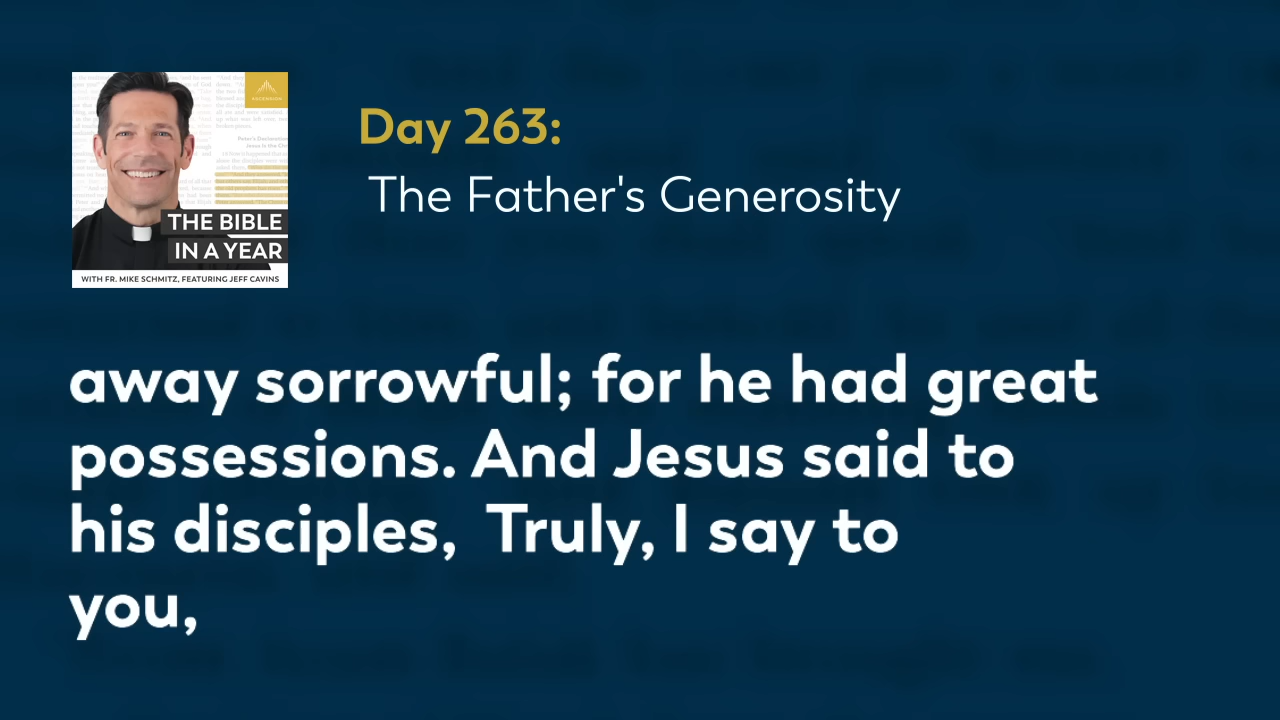 ASCENSION
THE BIBLE
IN A YEAR
WITH FR. MIKE SCHMITZ, FEATURING JEFF CAVINS
Day 263:
The Father's Generosity
away sorrowful; for he had great
possessions. And Jesus said to
his disciples, Truly, I say to
you,